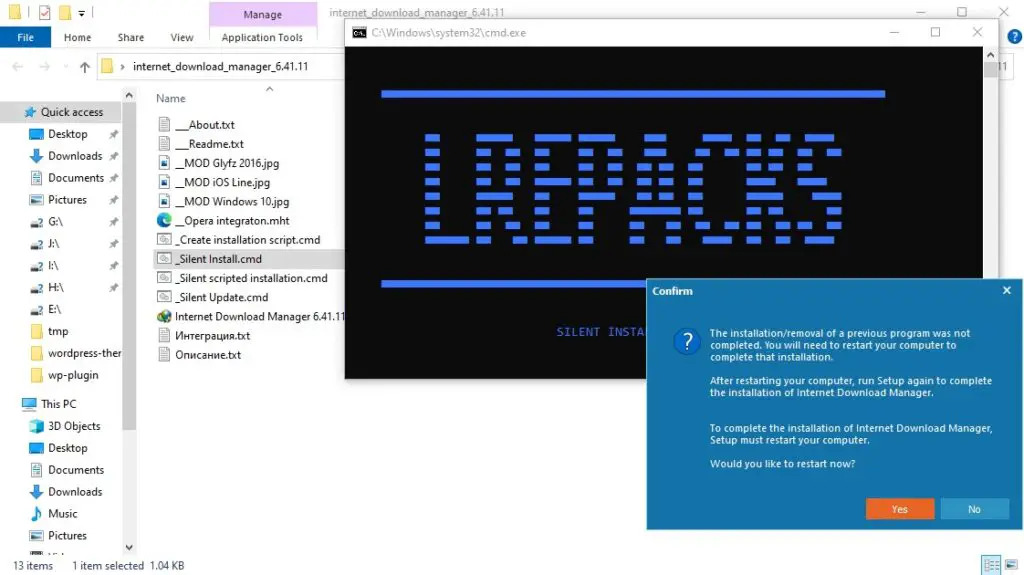 Manage
internet_download_manager_6.41.11
File
Home
Share
View
Application Tools
internet_download_manager_6.41.11
11
Quick access
Desktop
Downloads
Documents
Pictures
G:\
J:\
I:\
H:\
E:\
tmp
wordpress-ther
wp-plugin
This PC
3D Objects
Desktop
Documents
Downloads
Music
Pictures
Name
___About.txt
___Readme.txt
__MOD Glyfz 2016.jpg
__MOD iOS Line.jpg
__MOD Windows 10.jpg
__Opera integraton.mht
_Create installation script.cmd
_Silent Install.cmd
_Silent scripted installation.cmd
_Silent Update.cmd
Internet Download Manager 6.41.11
Интеграция.txt
Описание.txt
C:\Windows\system32\cmd.exe
LREPACKS
SILENT INSTA
Confirm
The installation/removal of a previous program was not
completed. You will need to restart your computer to
complete that installation.
After restarting your computer, run Setup again to complete
the installation of Internet Download Manager.
To complete the installation of Internet Download Manager,
Setup must restart your computer.
Would you like to restart now?
Yes
No
13 items
1 item selected
1.04 KB